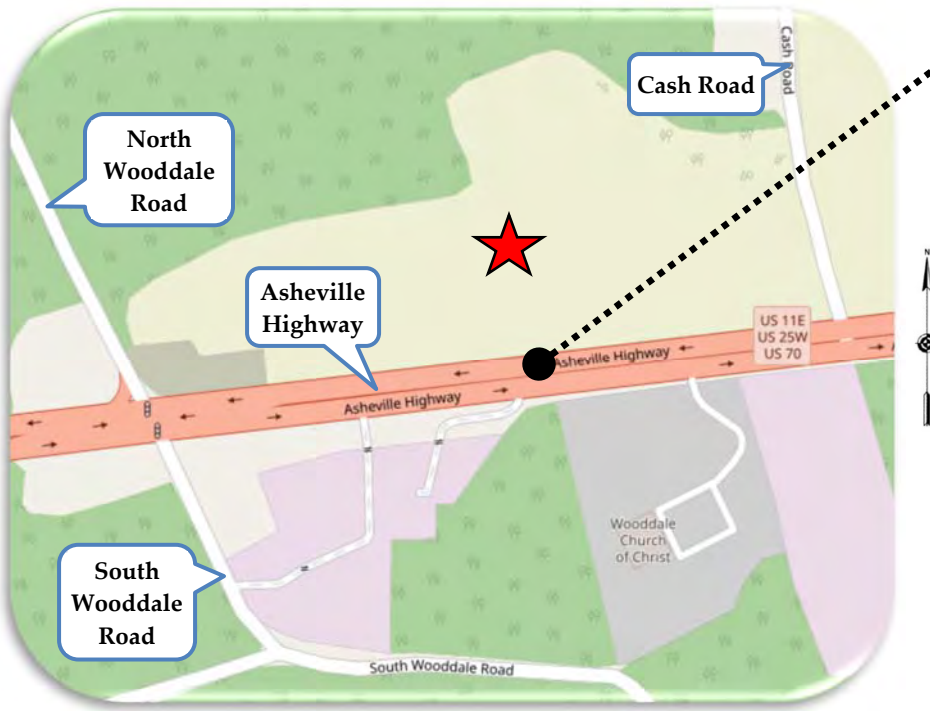 Cash Road
Cash Road
North
Wooddale
Road
Asheville
Highway
US 11E
US 25W
US 70
Asheville Highway
Asheville Highway
Wooddale
Church
of Christ
South
Wooddale
Road
South Wooddale Road
N